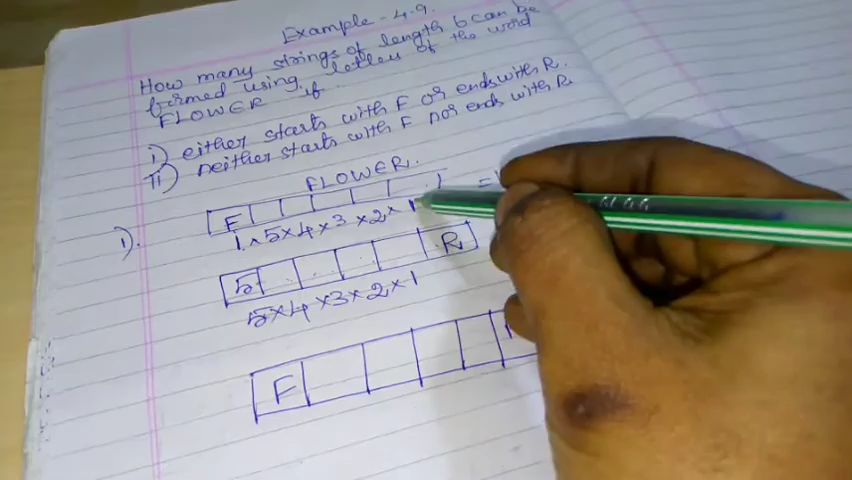 Example - 4.9.
How many strings of length 6 can be
formed using letters of the word
FLOWER if
i) either starts with F or ends with R.
ii) neither starts with F nor ends with R
FLOWER.
i). F
1 × 5 × 4 × 3 × 2 × 1 =
5 R
5 × 4 × 3 × 2 × 1
F